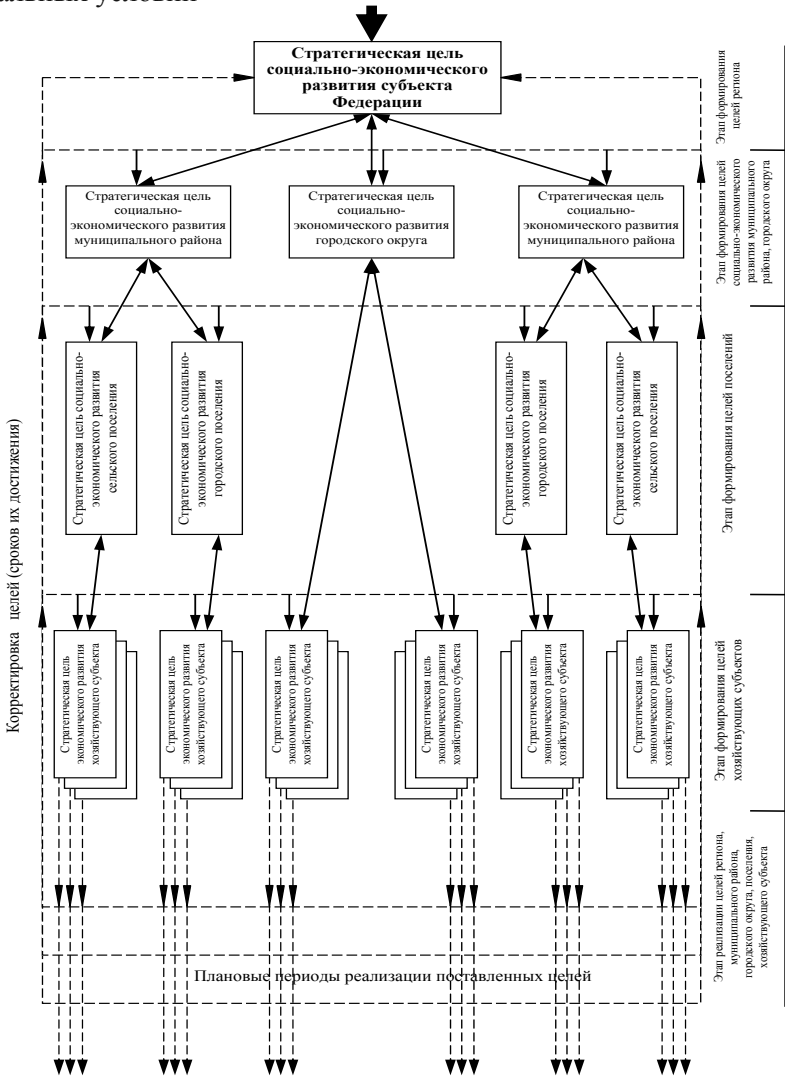 альных условий
Стратегическая цель
социально-экономического
развития субъекта
Федерации
Этап формирования
целей региона
Стратегическая цель
социально-
экономического развития
муниципального района
Стратегическая цель
социально-
экономического развития
городского округа
Стратегическая цель
социально-
экономического развития
муниципального района
Этап формирования целей
социально-экономического
развития муниципального
района, городского округа
Стратегическая цель социально-
экономического развития
сельского поселения
Стратегическая цель социально-
экономического развития
городского поселения
Стратегическая цель социально-
экономического развития
городского поселения
Стратегическая цель социально-
экономического развития
сельского поселения
Этап формирования целей поселений
Корректировка целей (сроков их достижения)
Стратегическая цель
экономического развития
хозяйствующего субъекта
Стратегическая цель
экономического развития
хозяйствующего субъекта
Стратегическая цель
экономического развития
хозяйствующего субъекта
Стратегическая цель
экономического развития
хозяйствующего субъекта
Стратегическая цель
экономического развития
хозяйствующего субъекта
Стратегическая цель
экономического развития
хозяйствующего субъекта
Этап формирования целей
хозяйствующих субъектов
Этап реализации целей региона,
муниципального района,
городского округа, поселения,
хозяйствующего субъекта
Плановые периоды реализации поставленных целей